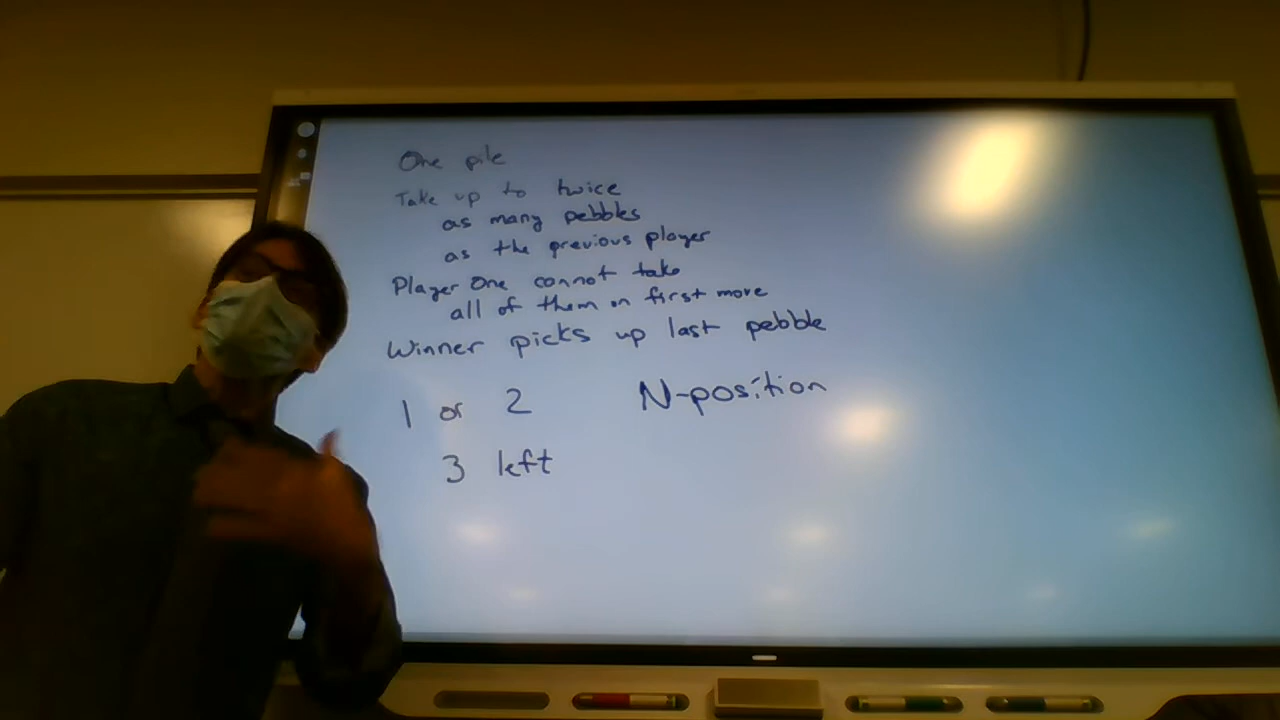 One pile
Take up to twice
as many pebbles
as the previous player
Player One cannot take
all of them on first move
Winner picks up last pebble
1 or 2 N-position
3 left